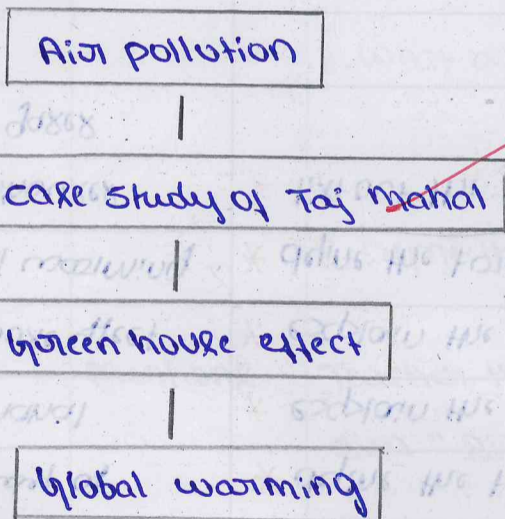 Air pollution
case study of Taj mahal
Green house effect
Global warming